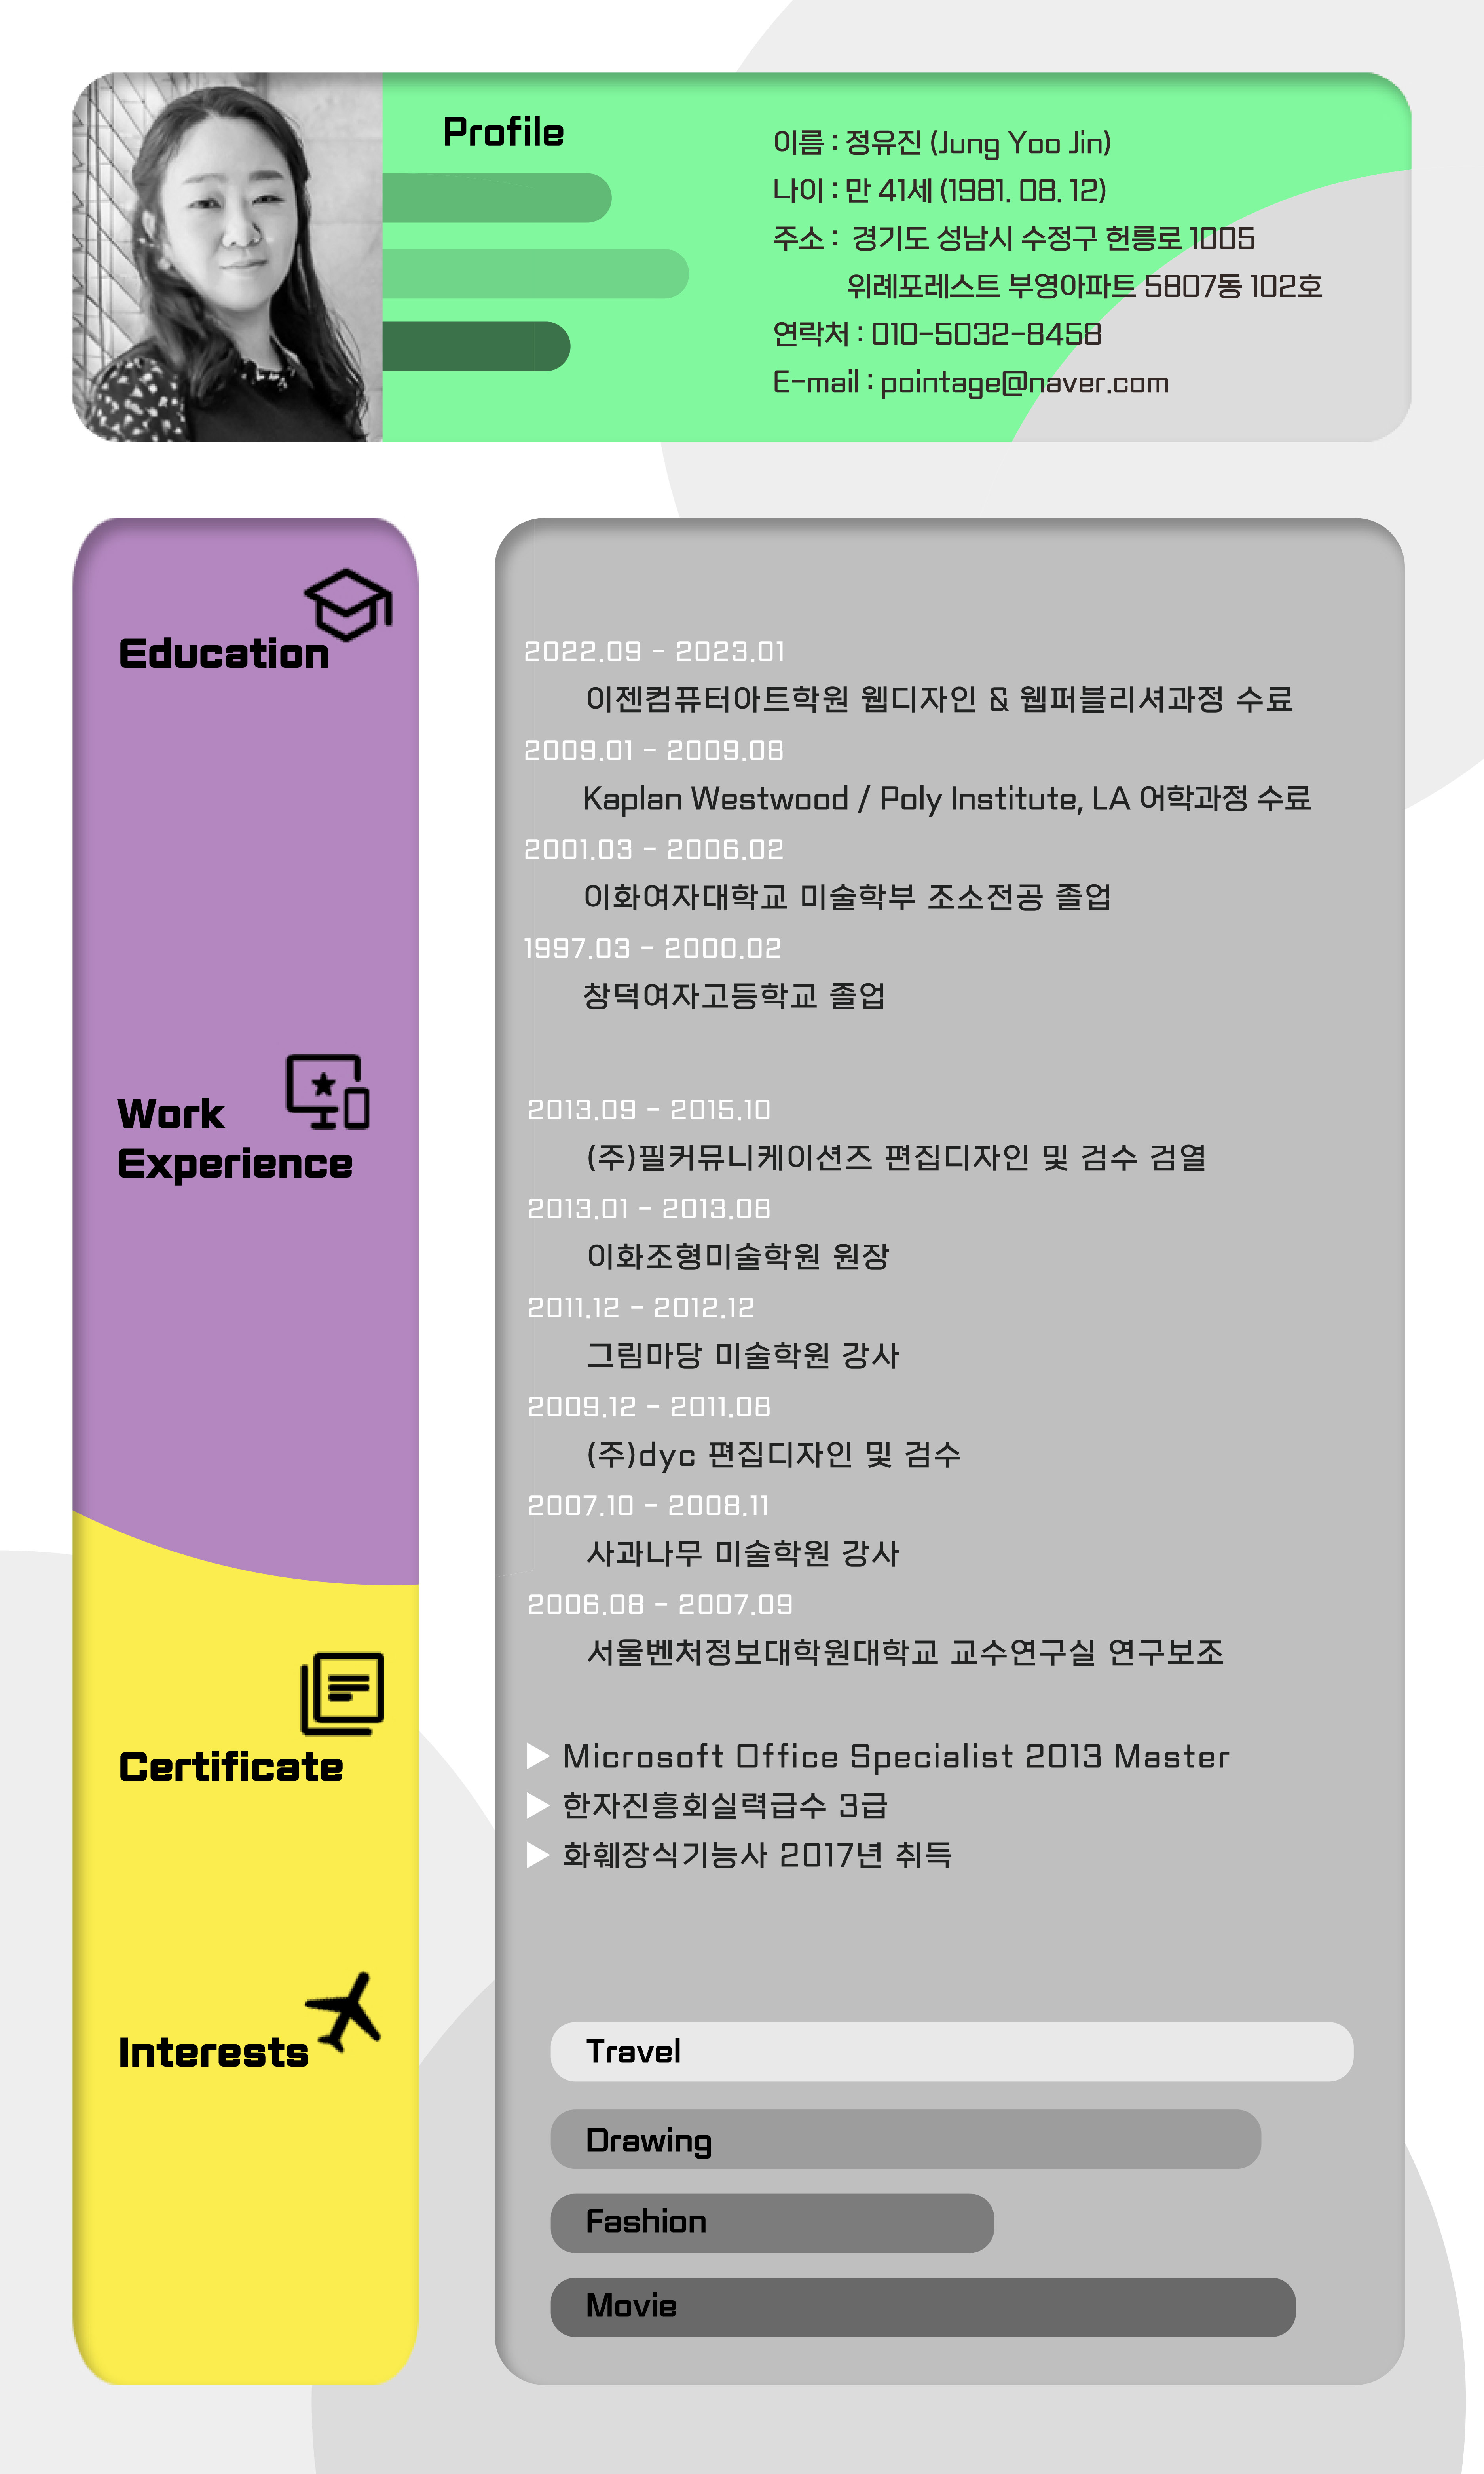 Profile
이름 : 정유진 (Jung Yoo Jin)
나이 : 만 41세 (1981. 08. 12)
주소 : 경기도 성남시 수정구 헌릉로 1005
위례포레스트 부영아파트 5807동 102호
연락처 : 010-5032-8458
E-mail : pointage@naver.com
Education
2022.09 - 2023.01
이젠컴퓨터아트학원 웹디자인 & 웹퍼블리셔과정 수료
2009.01 - 2009.08
Kaplan Westwood / Poly Institute, LA 어학과정 수료
2001.03 - 2006.02
이화여자대학교 미술학부 조소전공 졸업
1997.03 - 2000.02
창덕여자고등학교 졸업
Work
Experience
2013.09 - 2015.10
(주)필커뮤니케이션즈 편집디자인 및 검수 검열
2013.01 - 2013.08
이화조형미술학원 원장
2011.12 - 2012.12
그림마당 미술학원 강사
2009.12 - 2011.08
(주)dyc 편집디자인 및 검수
2007.10 - 2008.11
사과나무 미술학원 강사
2006.08 - 2007.09
서울벤처정보대학원대학교 교수연구실 연구보조
Certificate
▶ Microsoft Office Specialist 2013 Master
▶ 한자진흥회실력급수 3급
▶ 화훼장식기능사 2017년 취득
Interests
Travel
Drawing
Fashion
Movie